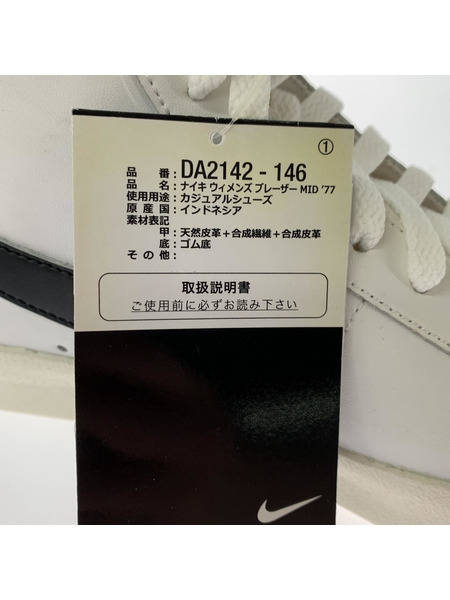 ①
品番：DA2142 - 146
品名：ナイキ ウィメンズ ブレーザー MID '77
使用用途：カジュアルシューズ
原産国：インドネシア
素材表記
甲：天然皮革＋合成繊維＋合成皮革
底：ゴム底
その他：
取扱説明書
ご使用前に必ずお読み下さい